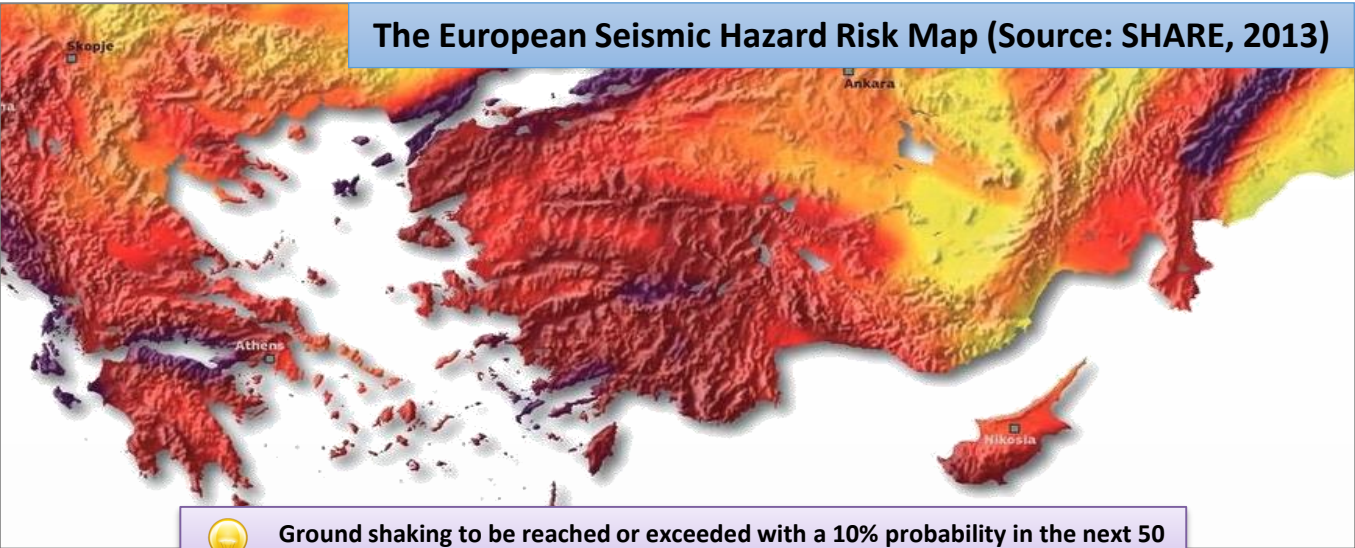 The European Seismic Hazard Risk Map (Source: SHARE, 2013)
Skopje
Ankara
na
Athens
Nikosia
Ground shaking to be reached or exceeded with a 10% probability in the next 50